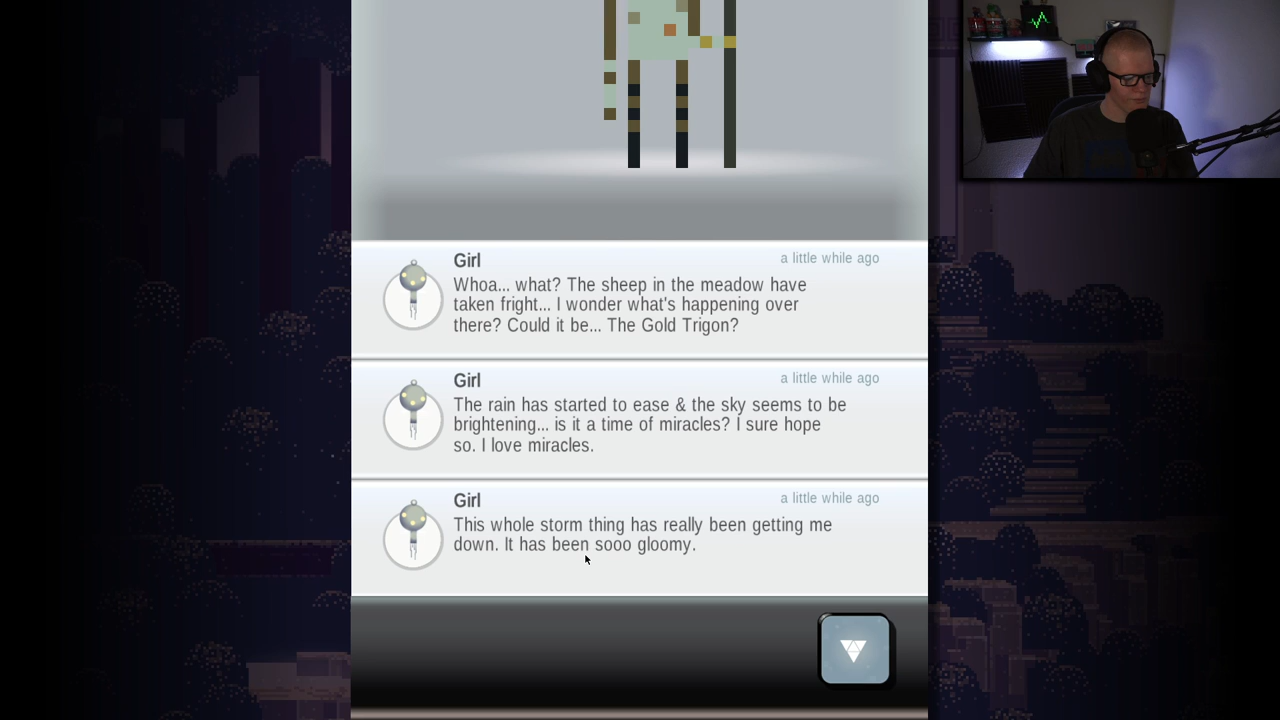 Girl
a little while ago
Whoa... what? The sheep in the meadow have
taken fright... I wonder what's happening over
there? Could it be... The Gold Trigon?
Girl
a little while ago
The rain has started to ease & the sky seems to be
brightening... is it a time of miracles? I sure hope
so. I love miracles.
Girl
a little while ago
This whole storm thing has really been getting me
down. It has been sooo gloomy.